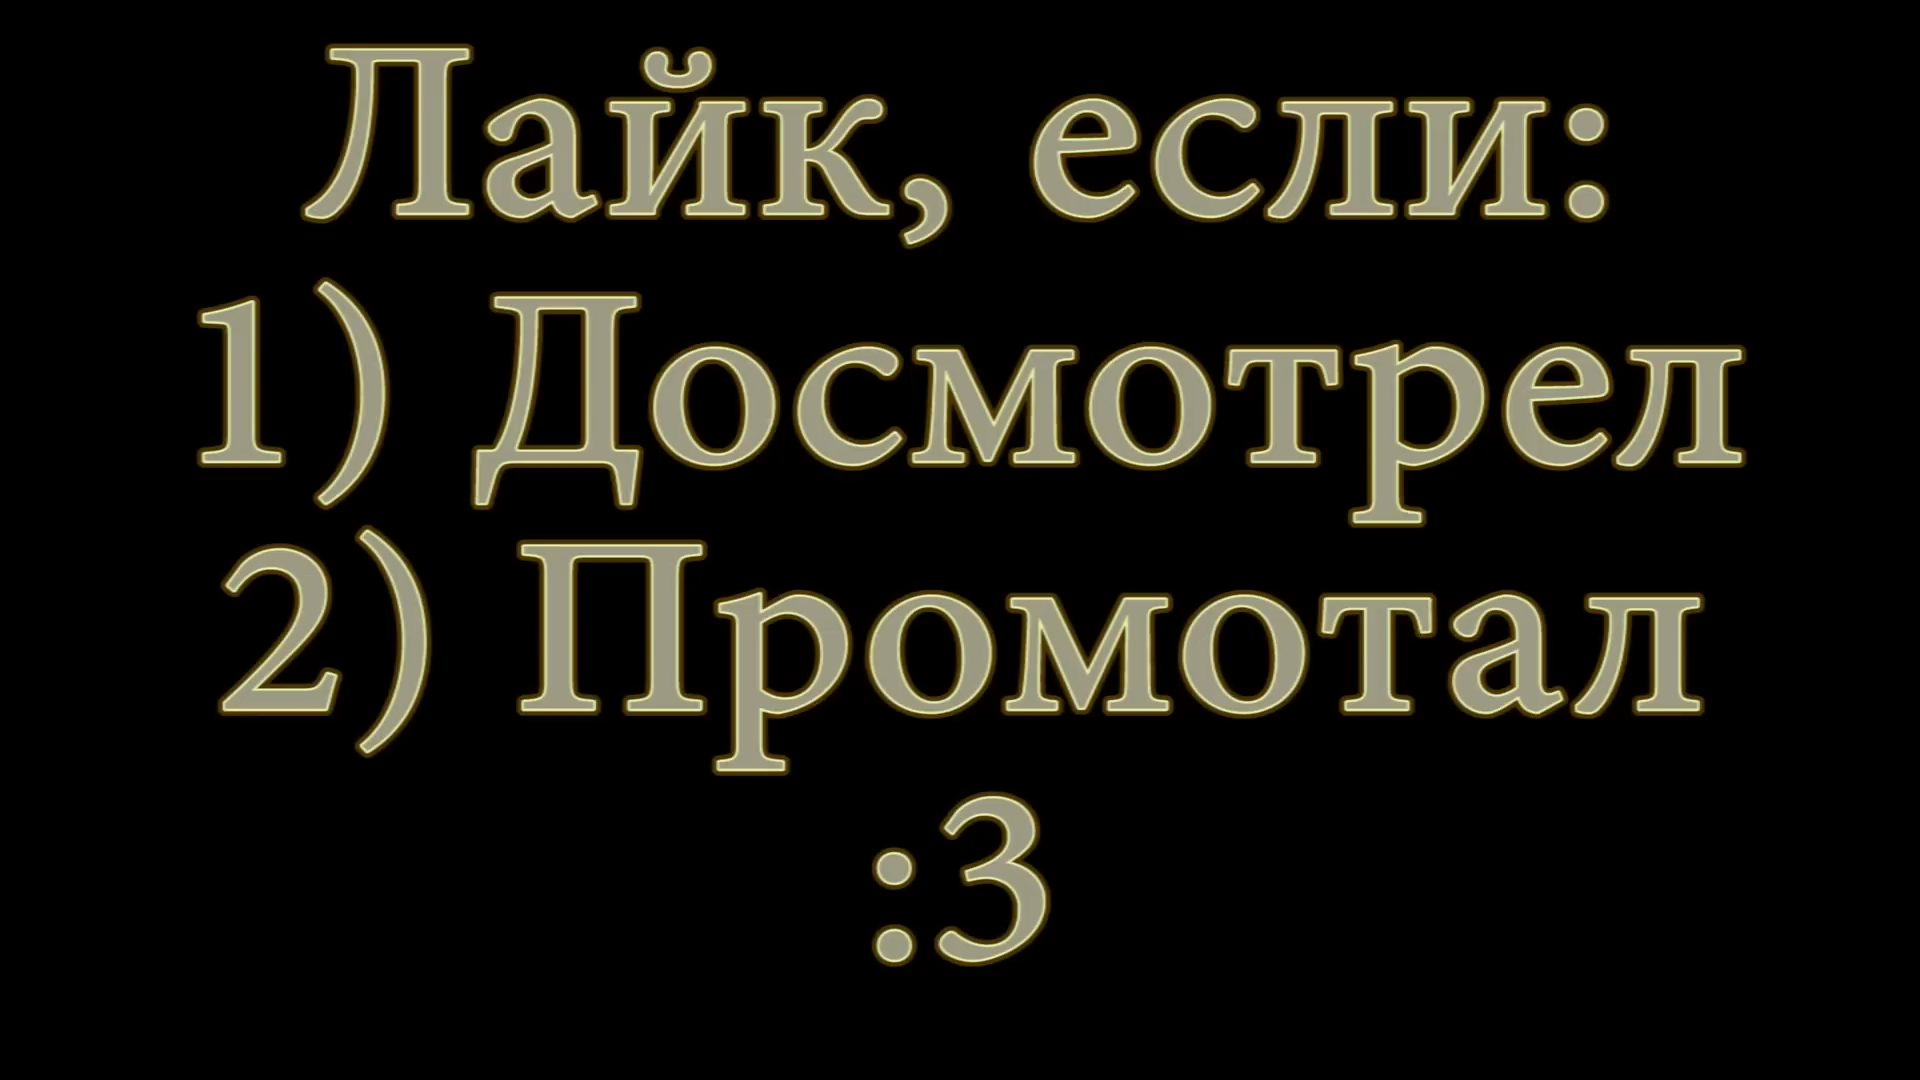 Лайк, если:
1) Досмотрел
2) Промотал
:3